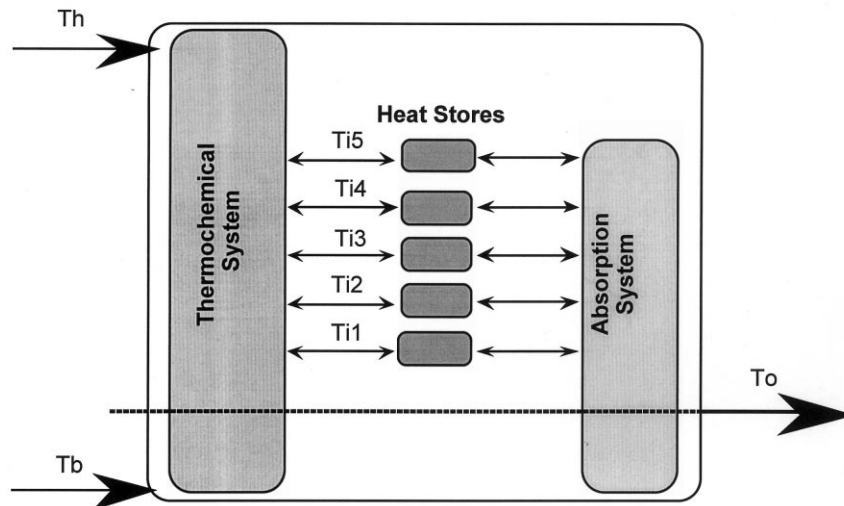 Th
Heat Stores
Ti5
Ti4
Ti3
Ti2
Ti1
Thermochemical
System
Absorption
System
To
Tb